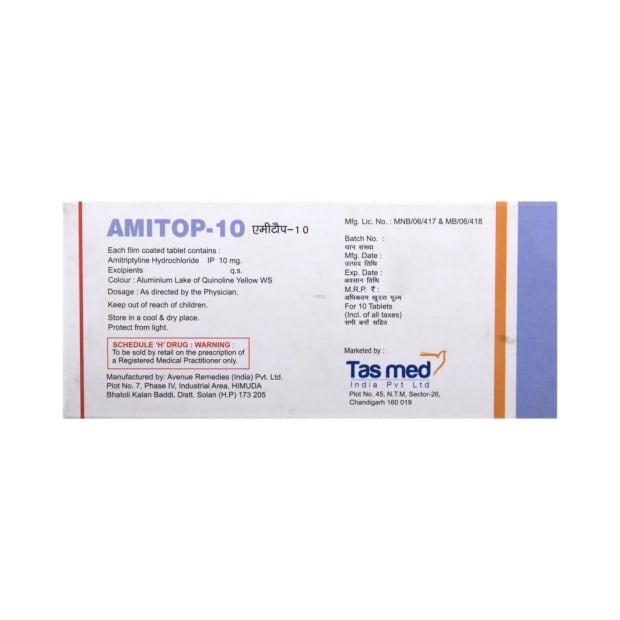 AMITOP-10 एमीटौप-10
Each film coated tablet contains :
Amitriptyline Hydrochloride IP 10 mg.
Excipients q.s.
Colour : Aluminium Lake of Quinoline Yellow WS
Dosage : As directed by the Physician.
Keep out of reach of children.
Store in a cool & dry place.
Protect from light.
SCHEDULE 'H' DRUG : WARNING :
To be sold by retail on the prescription of
a Registered Medical Practitioner only.
Manufactured by: Avenue Remedies (India) Pvt. Ltd.
Plot No. 7, Phase IV, Industrial Area, HIMUDA
Bhatoli Kalan Baddi, Distt. Solan (H.P) 173 205
Mfg. Lic. No. : MNB/06/417 & MB/06/418
Batch No. :
घान संख्या
Mfg. Date :
उत्पाद तिथि
Exp. Date :
अवसान तिथि
M.R.P. ₹ :
अधिकतम खुदरा मूल्य
For 10 Tablets
(Incl. of all taxes)
सभी करों सहित
Marketed by :
Tas med
India Pvt Ltd
Plot No. 45, N.T.M, Sector-26,
Chandigarh 160 019